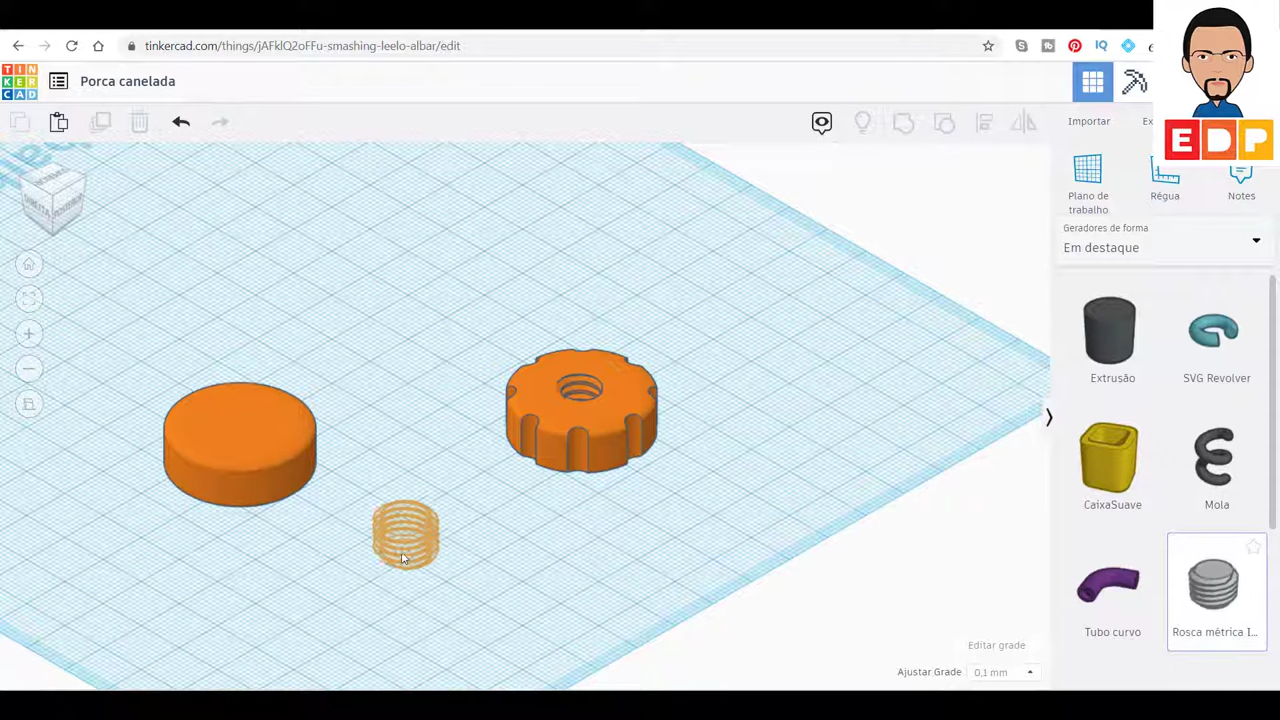 tinkercad.com/things/jAFklQ2oFFu-smashing-leelo-albar/edit
TIN
KER
CAD
Porca canelada
EDP
Importar
Ex
Plano de
trabalho
Régua
Notes
Geradores de forma
Em destaque
DIREITA
Extrusão
SVG Revolver
CaixaSuave
Mola
Tubo curvo
Rosca métrica I...
Editar grade
Ajustar Grade
0,1 mm